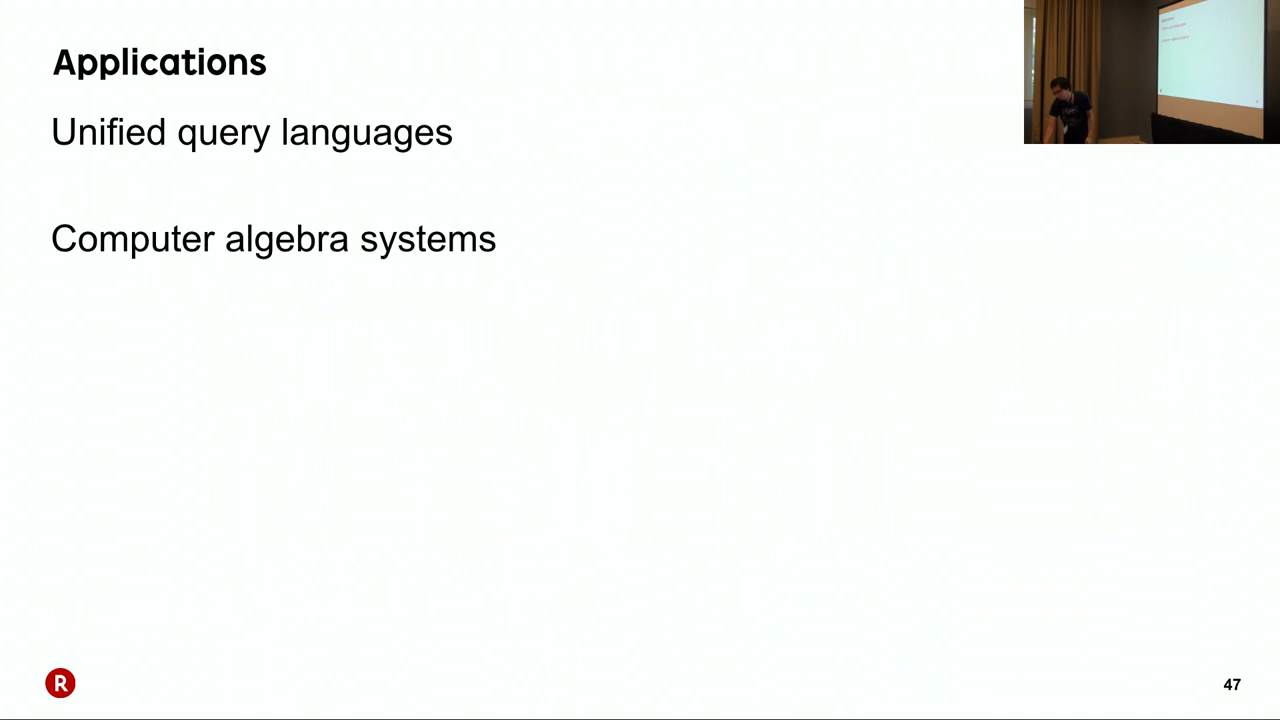 Applications
Unified query languages
Computer algebra systems
R
47